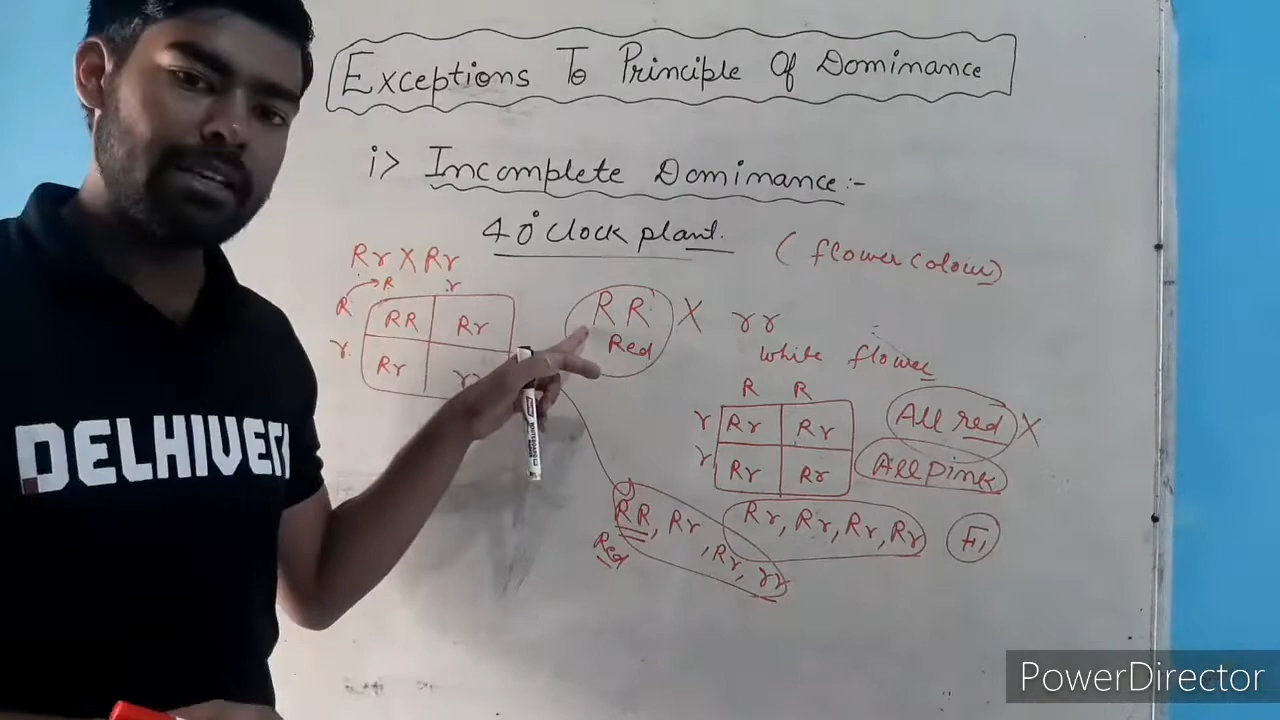 Exceptions To Principle Of Dominance
i> Incomplete Dominance:-
4 O'Clock plant. (flower colour)
Rr X Rr
R r
R RR Rr
r Rr
RR X rr
Red white flower
R R
r Rr Rr
r Rr Rr
All red X
All pink
RR, Rr, Rr, rr
Red
Rr, Rr, Rr, Rr F1
DELHIVERY
PowerDirector